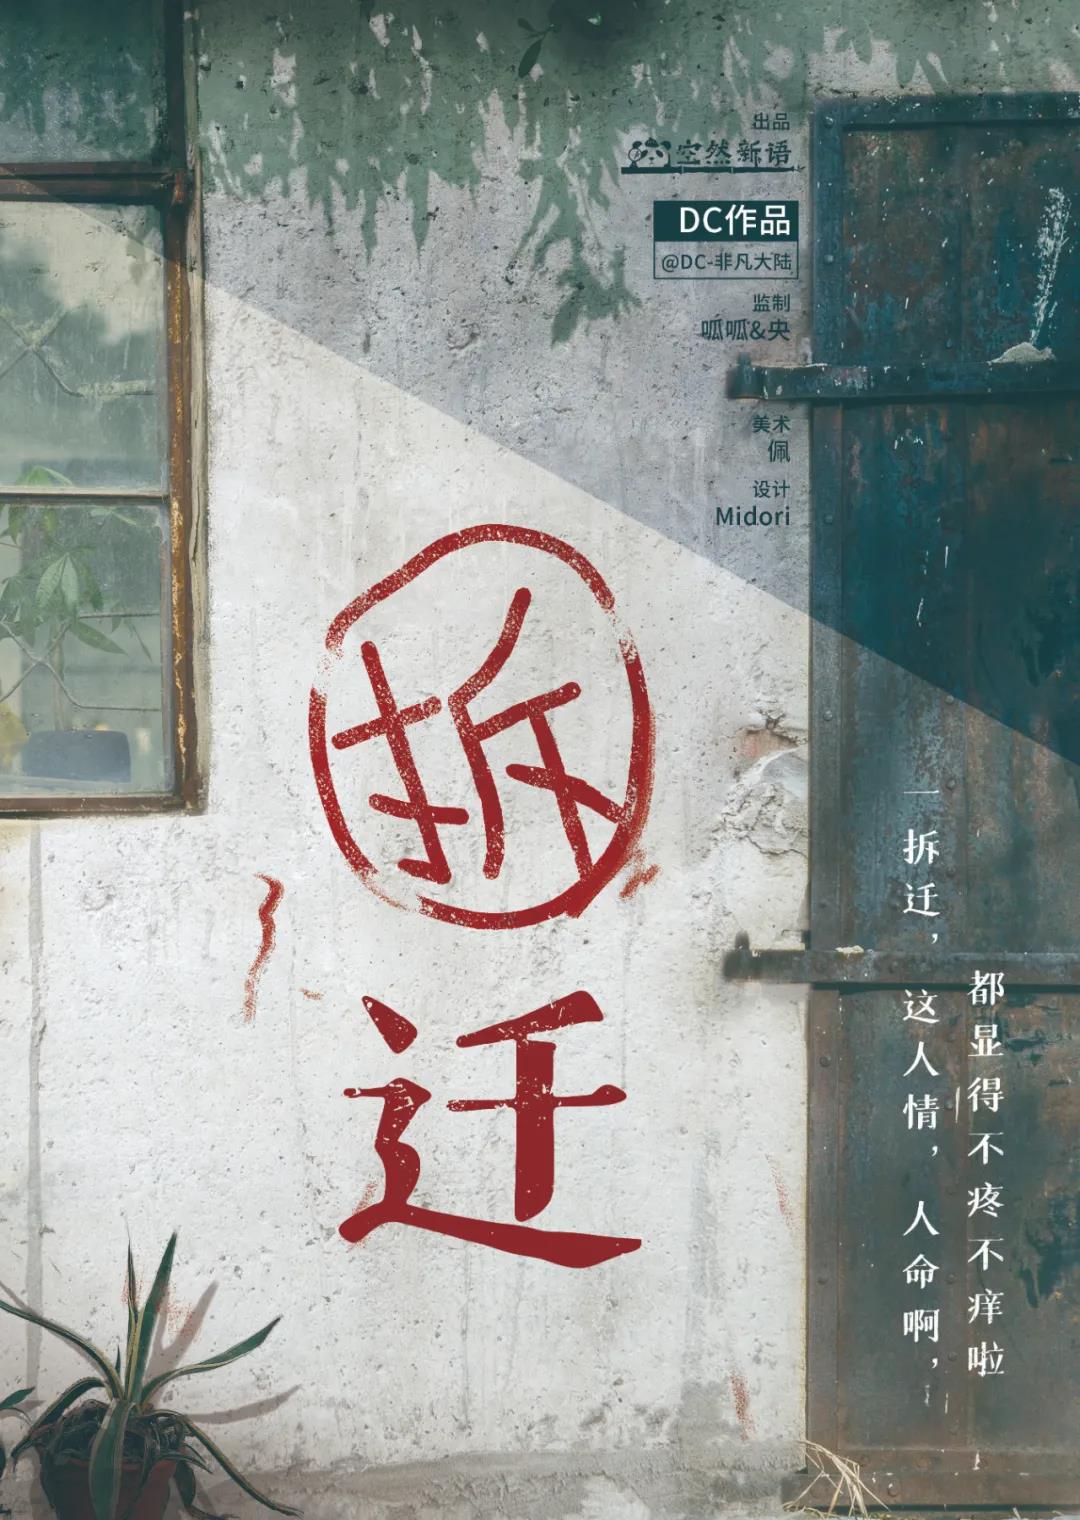 出品
空然新语
DC作品
@DC-非凡大陆
监制
呱呱&央
美术
佩
设计
Midori
拆
迁
一拆迁，这人情，人命啊，
都显得不疼不痒啦